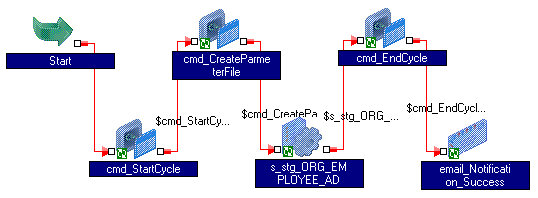 Start
cmd_CreateParme
terFile
cmd_EndCycle
$cmd_StartCy...
$cmd_CreatePa
$s_stg_ORG_...
$cmd_EndCycl...
cmd_StartCycle
s_stg_ORG_EM
PLOYEE_AD
email_Notificati
on_Success